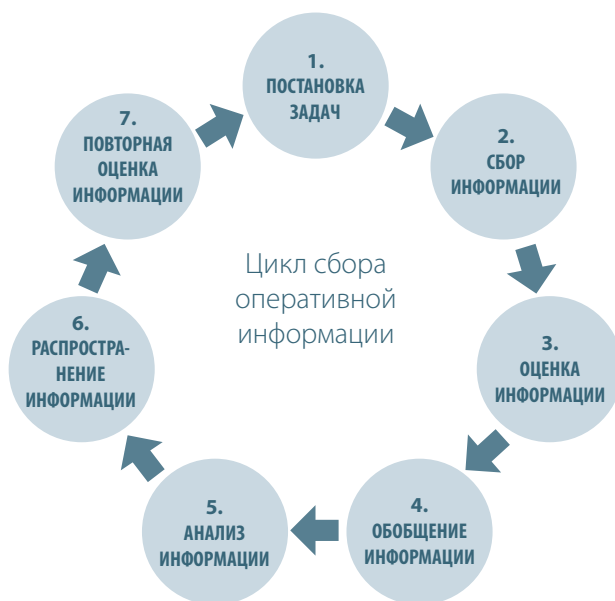 1.
ПОСТАНОВКА
ЗАДАЧ
2.
СБОР
ИНФОРМАЦИИ
3.
ОЦЕНКА
ИНФОРМАЦИИ
4.
ОБОБЩЕНИЕ
ИНФОРМАЦИИ
5.
АНАЛИЗ
ИНФОРМАЦИИ
6.
РАСПРОСТРА-
НЕНИЕ
ИНФОРМАЦИИ
7.
ПОВТОРНАЯ
ОЦЕНКА
ИНФОРМАЦИИ
Цикл сбора
оперативной
информации